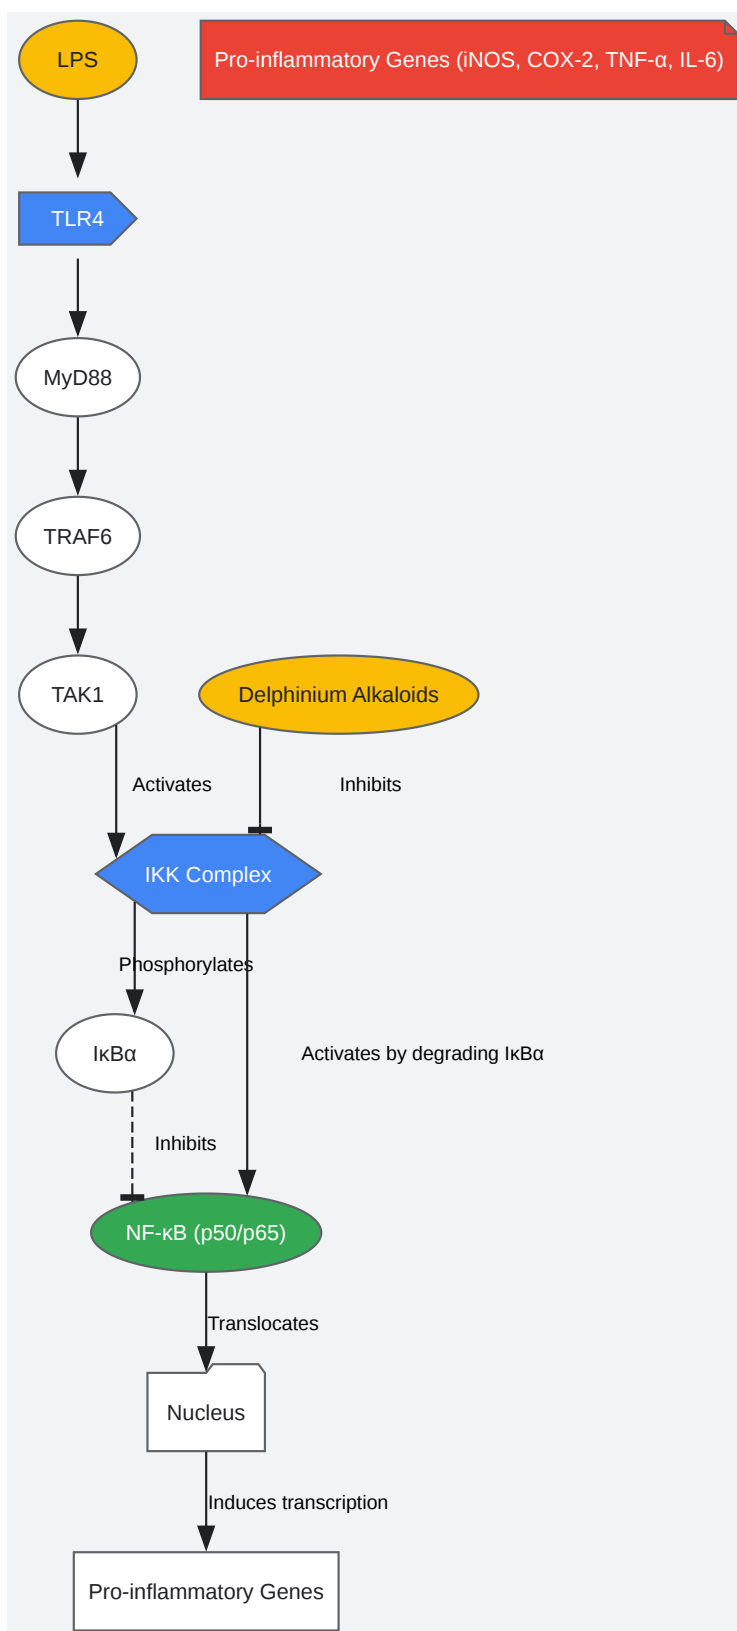 LPS
Pro-inflammatory Genes (iNOS, COX-2, TNF-α, IL-6)
TLR4
MyD88
TRAF6
TAK1
Delphinium Alkaloids
Activates
Inhibits
IKK Complex
Phosphorylates
IκBα
Activates by degrading IκBα
Inhibits
NF-κB (p50/p65)
Translocates
Nucleus
Induces transcription
Pro-inflammatory Genes